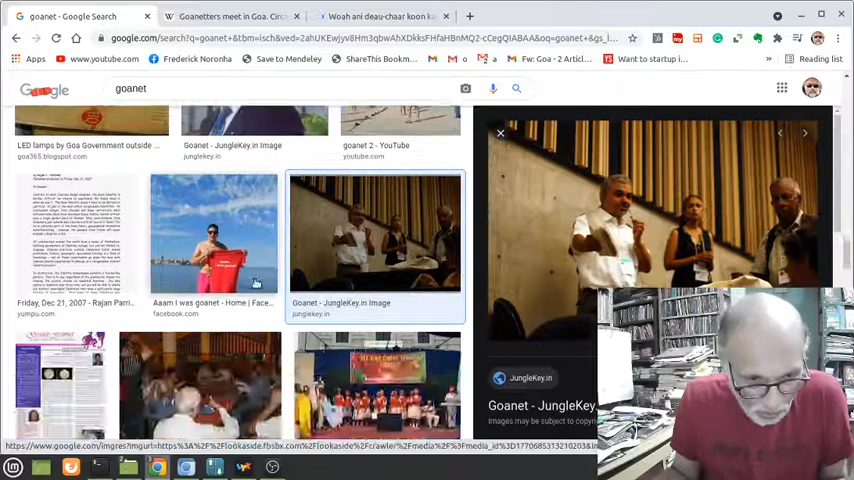 goanet - Google Search
Goanetters meet in Goa. Circa
Woah ani deau-chaar koon ka
google.com/search?q=goanet+&tbm=isch&ved=2ahUKEwjyv8Hm3qbwAhXDkksFHfaHBnMQ2-cCegQIABAA&oq=goanet+&gs_l
www.youtube.com
Frederick Noronha
Save to Mendeley
ShareThis Bookm...
Fw: Goa - 2 Articl...
Want to startup i...
Reading list
goanet
LED lamps by Goa Government outside ...
goa365.blogspot.com
Goanet - JungleKey.in Image
junglekey.in
goanet 2 - YouTube
youtube.com
Friday, Dec 21, 2007 - Rajan Parri...
yumpu.com
Aaam I was goanet - Home | Face...
facebook.com
Goanet - JungleKey.in Image
junglekey.in
JungleKey.in
Goanet - JungleKey.
Images may be subject to copyri
https://www.google.com/imgres?imgurl=https%3A%2F%2Flookaside.fbsbx.com%2Flookaside%2Fcrawler%2Fmedia%2F%3Fmedia_id%3D1770685313210203&im